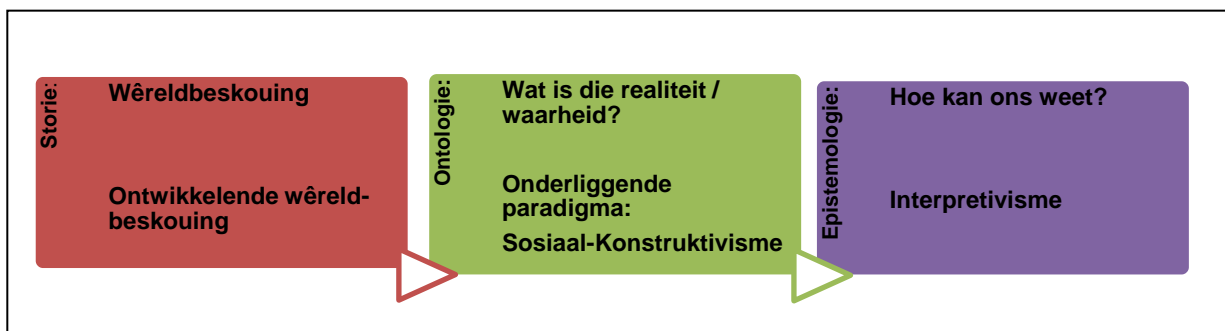 Storie:
Wêreldbeskouing
Ontwikkelende wêreld-
beskouing
Ontologie:
Wat is die realiteit /
waarheid?
Onderliggende
paradigma:
Sosiaal-Konstruktivisme
Epistemologie:
Hoe kan ons weet?
Interpretivisme